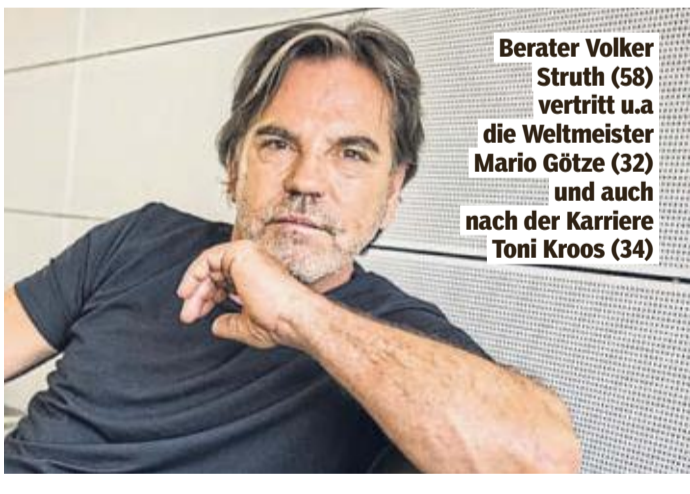 Berater Volker
Struth (58)
vertritt u.a
die Weltmeister
Mario Götze (32)
und auch
nach der Karriere
Toni Kroos (34)